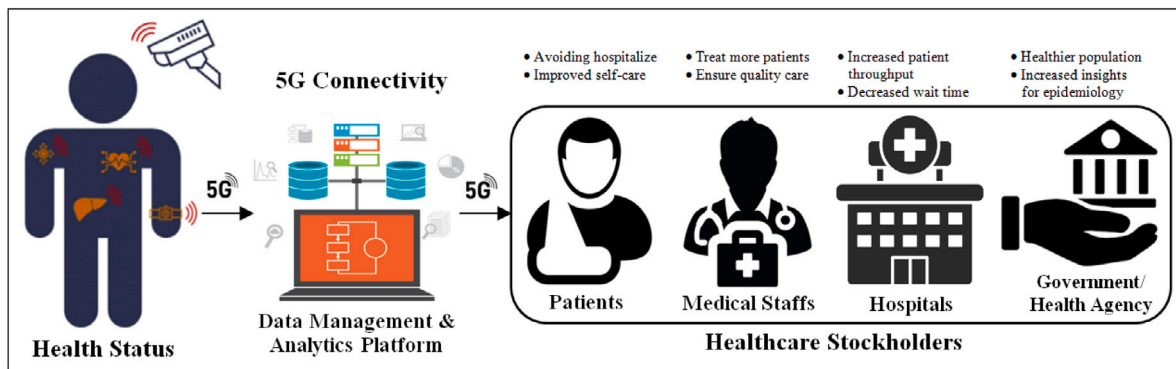 5G Connectivity
5G
Data Management &
Analytics Platform
5G
Health Status
• Avoiding hospitalize
• Improved self-care
• Treat more patients
• Ensure quality care
• Increased patient
throughput
• Decreased wait time
• Healthier population
• Increased insights
for epidemiology
Patients
Medical Staffs
Hospitals
Government/
Health Agency
Healthcare Stockholders